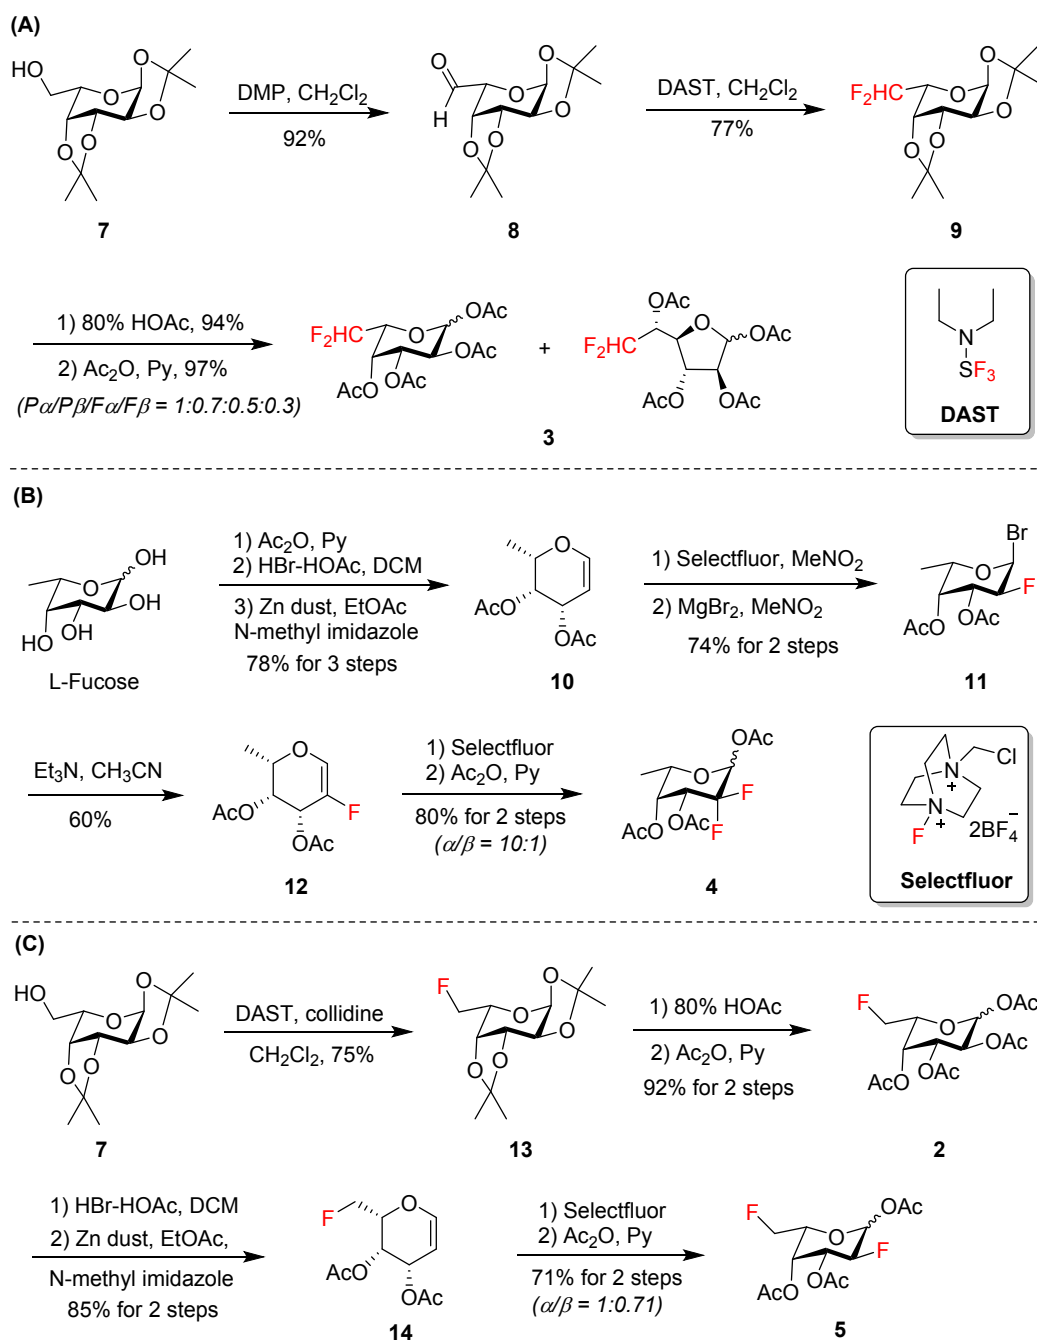 (A)
HO O O O O O
7
DMP, CH2Cl2
92%
O H O O O O O
8
DAST, CH2Cl2
77%
F2HC O O O O O
9
1) 80% HOAc, 94%
2) Ac2O, Py, 97%
(Pα/Pβ/Fα/Fβ = 1:0.7:0.5:0.3)
F2HC O OAc OAc AcO OAc
+
F2HC OAc O OAc AcO OAc
3
N
SF3
DAST
(B)
O OH OH OH HO
L-Fucose
1) Ac2O, Py
2) HBr-HOAc, DCM
3) Zn dust, EtOAc
N-methyl imidazole
78% for 3 steps
O AcO OAc
10
1) Selectfluor, MeNO2
2) MgBr2, MeNO2
74% for 2 steps
Br O F OAc AcO
11
Et3N, CH3CN
60%
O F AcO OAc
12
1) Selectfluor
2) Ac2O, Py
80% for 2 steps
(α/β = 10:1)
OAc O F F AcO AcO
4
N + Cl
N +
F 2BF4−
Selectfluor
(C)
HO O O O O O
7
DAST, collidine
CH2Cl2, 75%
F O O O O O
13
1) 80% HOAc
2) Ac2O, Py
92% for 2 steps
F O OAc OAc AcO OAc
2
1) HBr-HOAc, DCM
2) Zn dust, EtOAc,
N-methyl imidazole
85% for 2 steps
F O AcO OAc
14
1) Selectfluor
2) Ac2O, Py
71% for 2 steps
(α/β = 1:0.71)
F O OAc F AcO OAc
5